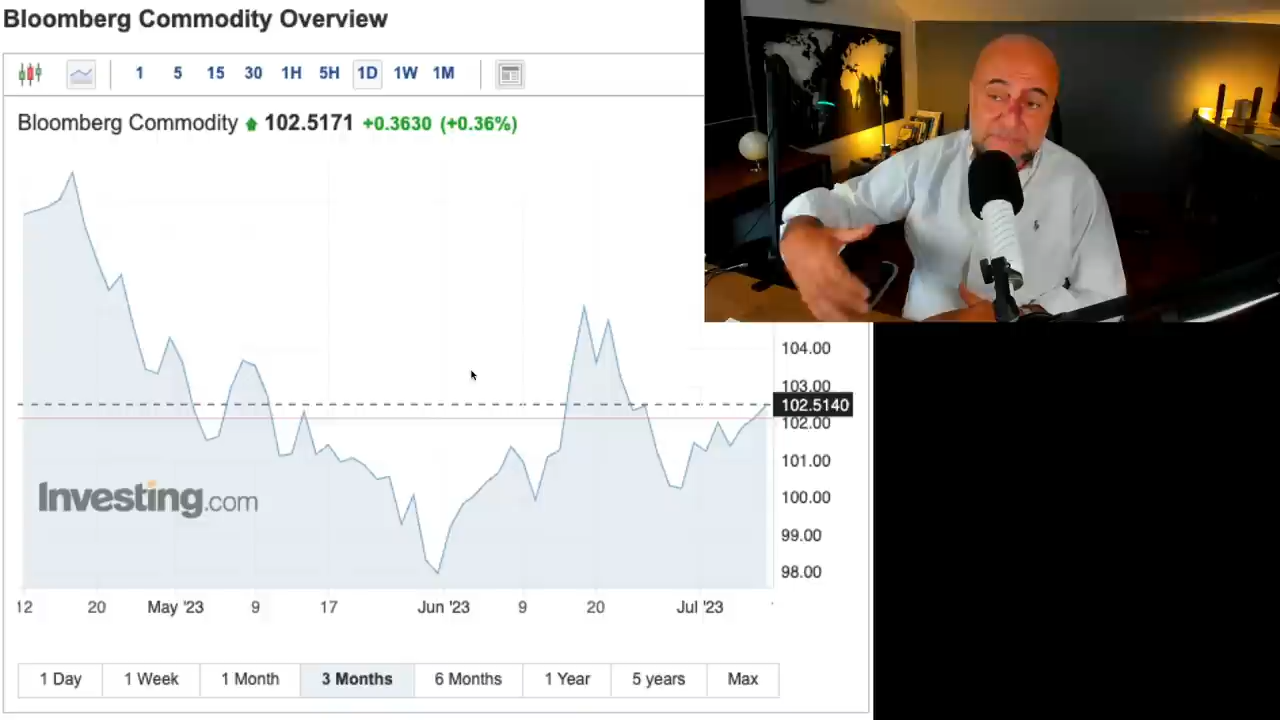 Bloomberg Commodity Overview
1 5 15 30 1H 5H 1D 1W 1M
Bloomberg Commodity 102.5171 +0.3630 (+0.36%)
104.00
103.00
102.5140
102.00
101.00
100.00
99.00
98.00
Investing.com
12 20 May '23 9 17 Jun '23 9 20 Jul '23
1 Day 1 Week 1 Month 3 Months 6 Months 1 Year 5 years Max